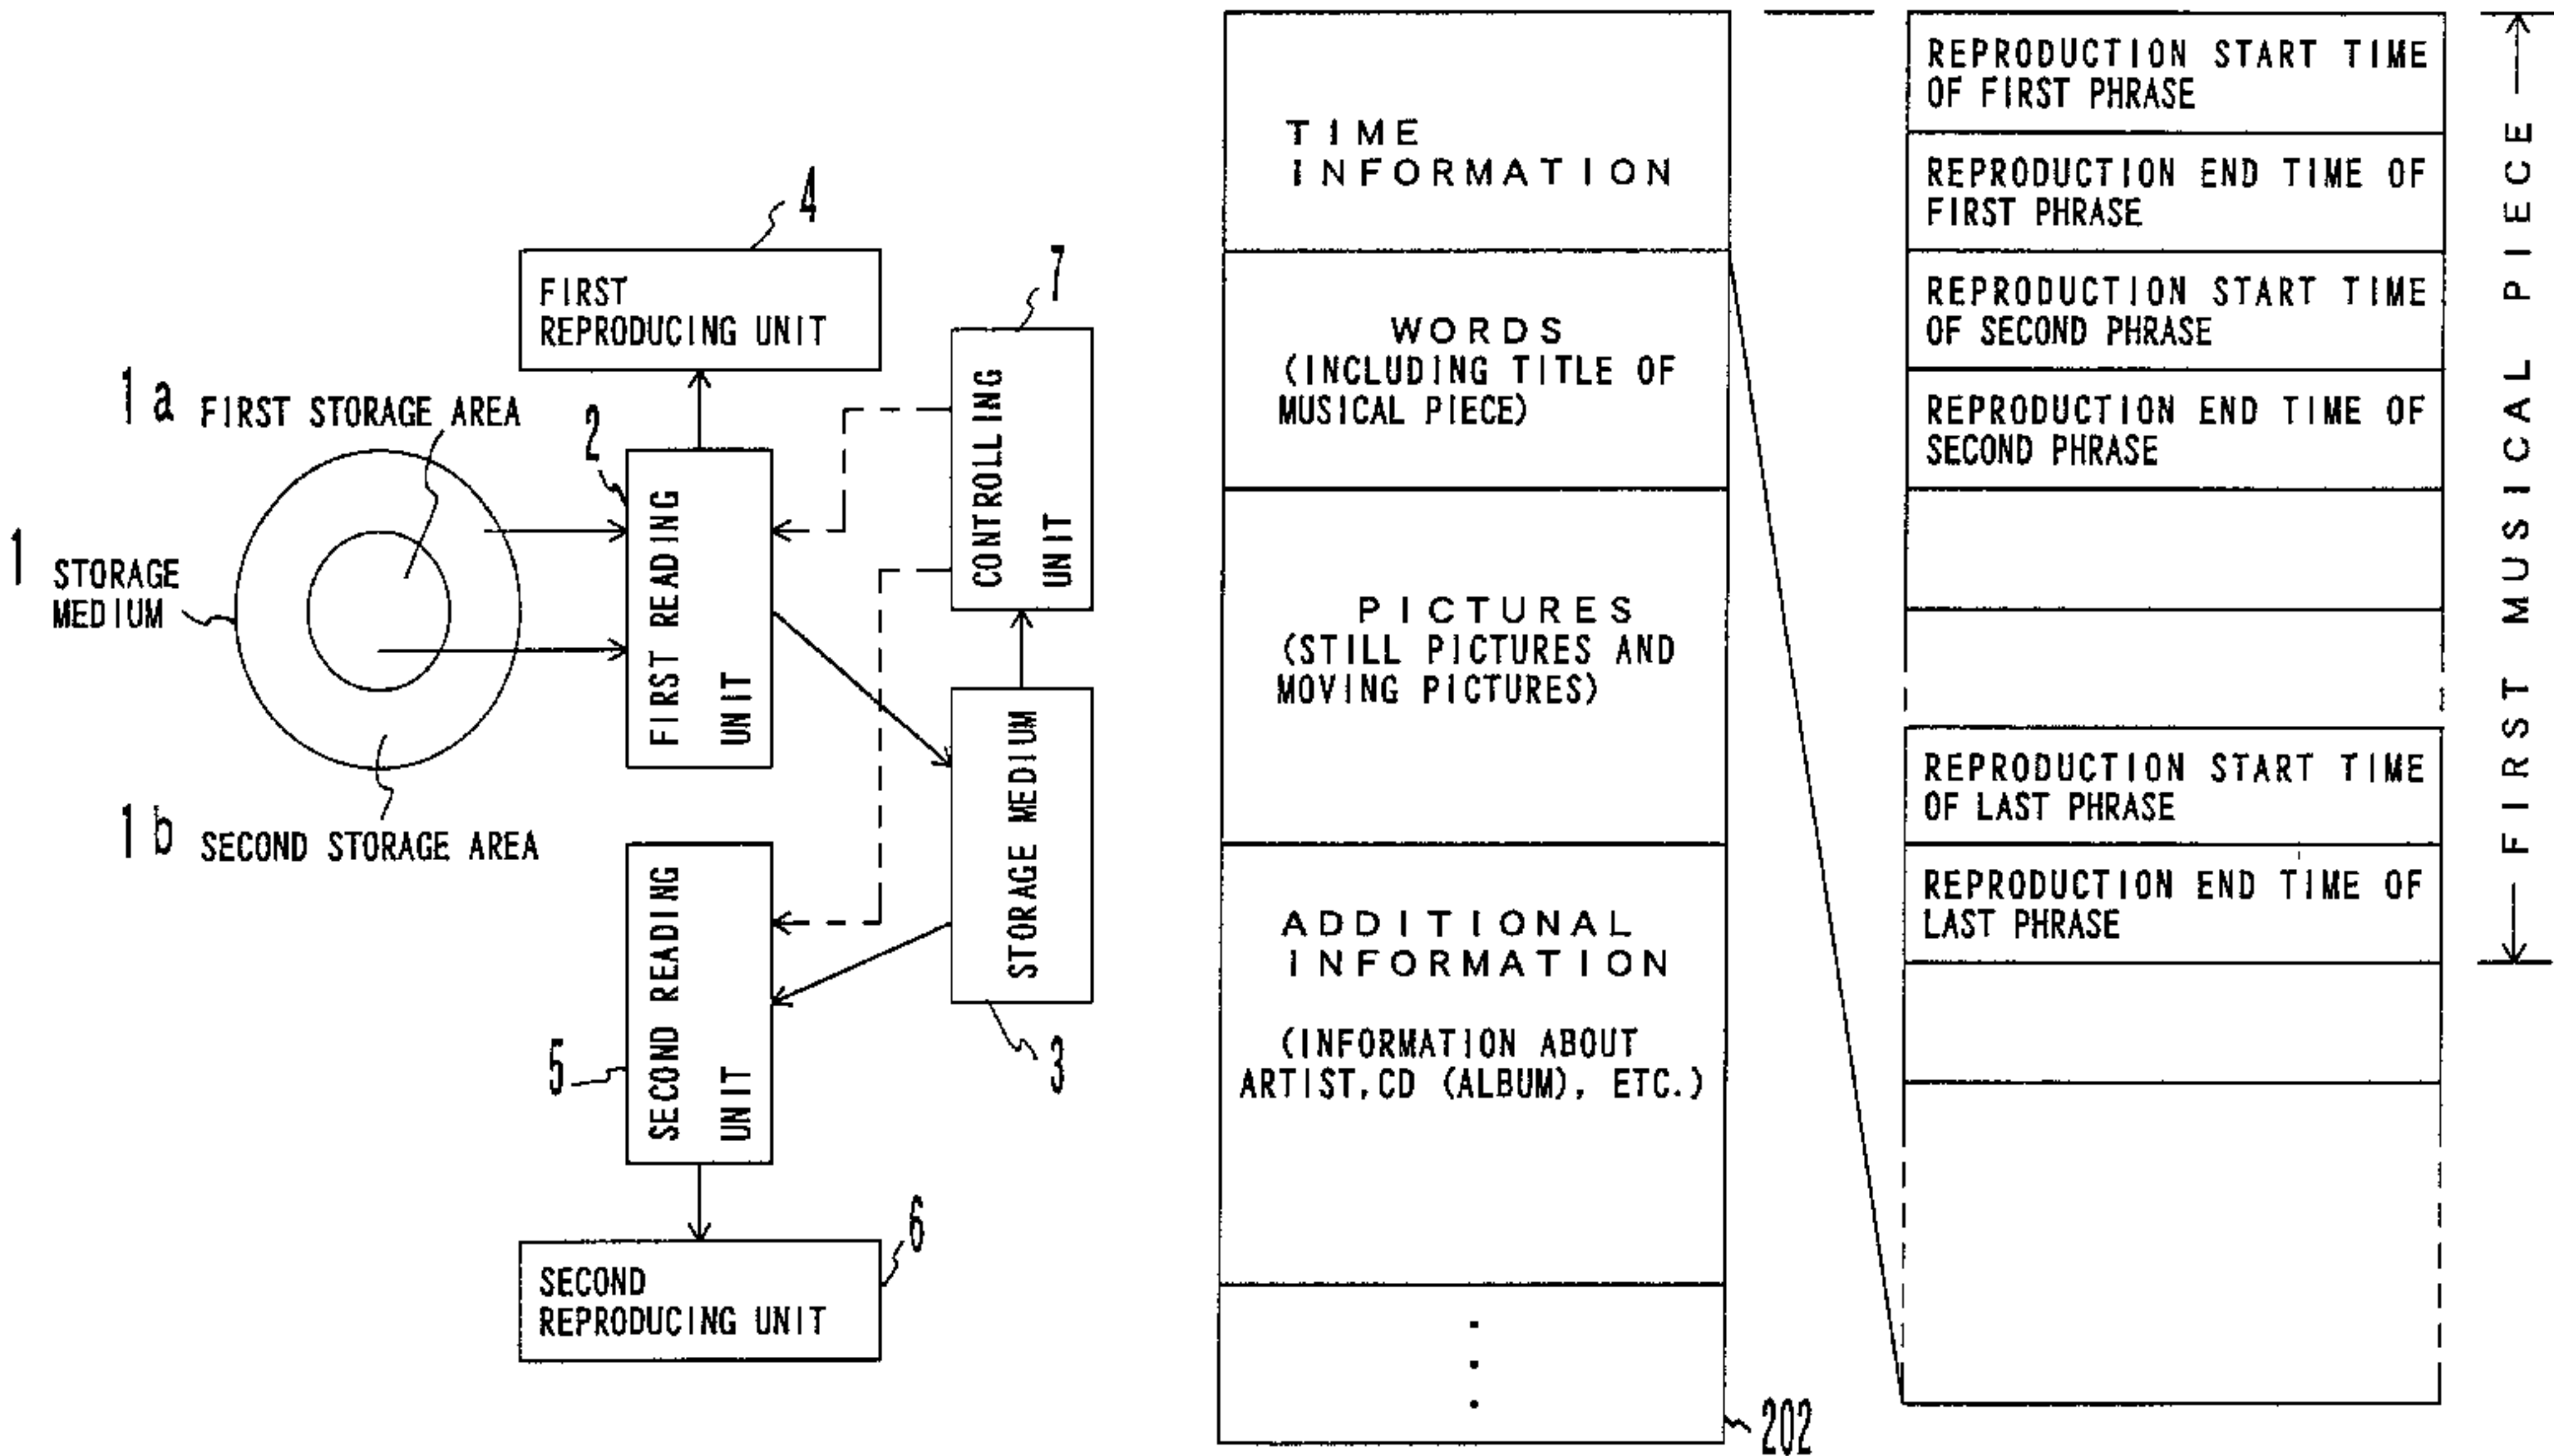 4
FIRST
REPRODUCING UNIT
7
CONTROLLING
UNIT
1a FIRST STORAGE AREA
2
FIRST READING
UNIT
1 STORAGE
MEDIUM
1b SECOND STORAGE AREA
STORAGE MEDIUM
3
SECOND READING
UNIT
5
6
SECOND
REPRODUCING UNIT
TIME
INFORMATION
WORDS
(INCLUDING TITLE OF
MUSICAL PIECE)
PICTURES
(STILL PICTURES AND
MOVING PICTURES)
ADDITIONAL
INFORMATION
(INFORMATION ABOUT
ARTIST,CD (ALBUM), ETC.)
202
REPRODUCTION START TIME
OF FIRST PHRASE
REPRODUCTION END TIME OF
FIRST PHRASE
REPRODUCTION START TIME
OF SECOND PHRASE
REPRODUCTION END TIME OF
SECOND PHRASE
REPRODUCTION START TIME
OF LAST PHRASE
REPRODUCTION END TIME OF
LAST PHRASE
FIRST MUSICAL PIECE